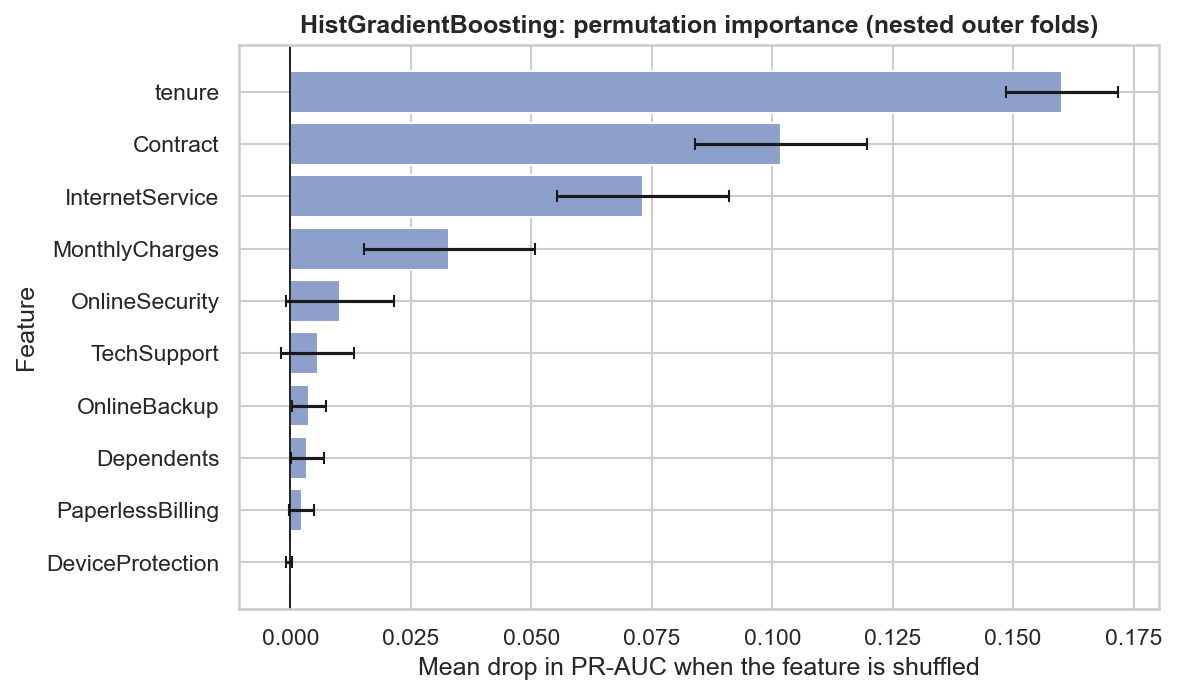 HistGradientBoosting: permutation importance (nested outer folds)
Feature
tenure
Contract
InternetService
MonthlyCharges
OnlineSecurity
TechSupport
OnlineBackup
Dependents
PaperlessBilling
DeviceProtection
0.000 0.025 0.050 0.075 0.100 0.125 0.150 0.175
Mean drop in PR-AUC when the feature is shuffled